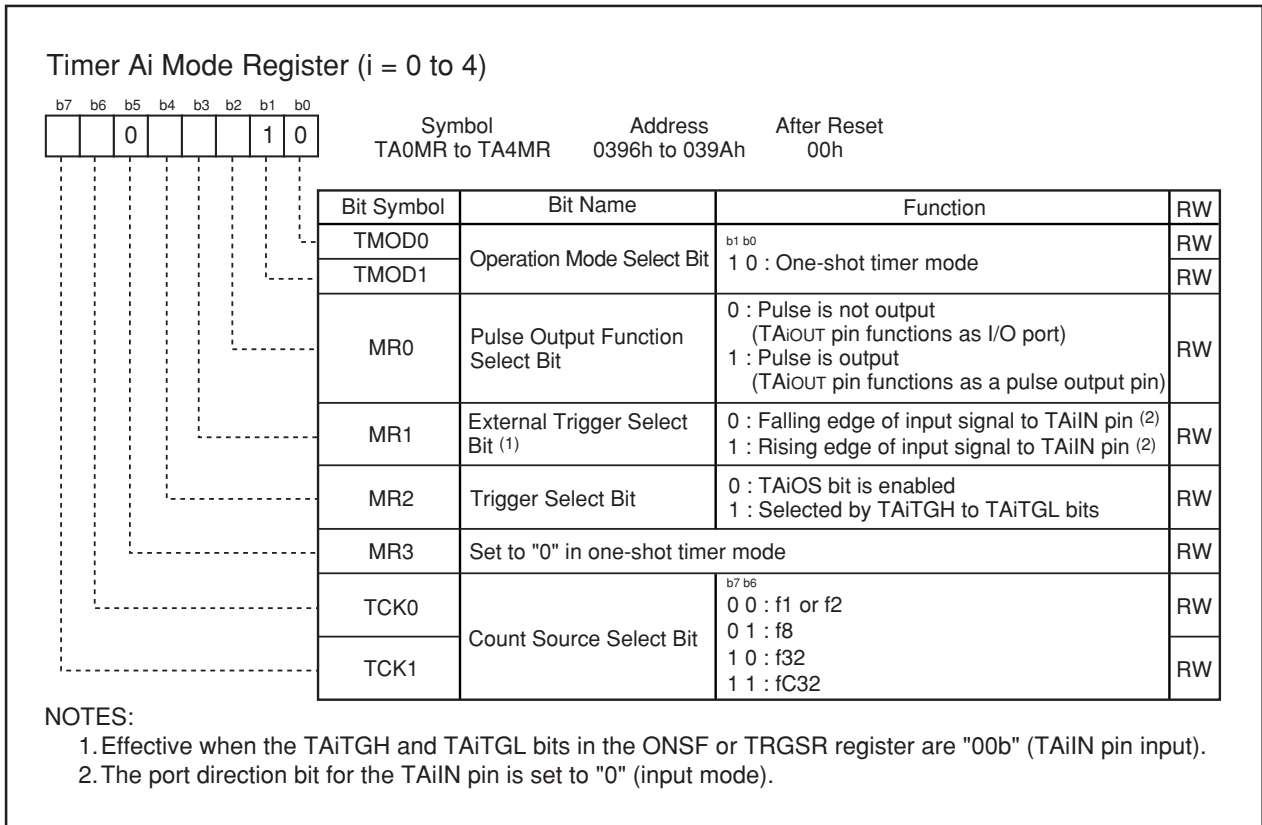 Timer Ai Mode Register (i = 0 to 4)
b7 b6 b5 b4 b3 b2 b1 b0
0 1 0
Symbol Address After Reset
TA0MR to TA4MR 0396h to 039Ah 00h
Bit Symbol Bit Name Function RW
TMOD0 RW
TMOD1 RW
Operation Mode Select Bit
b1 b0
1 0 : One-shot timer mode
MR0
Pulse Output Function
Select Bit
0 : Pulse is not output
(TAiOUT pin functions as I/O port)
1 : Pulse is output
(TAiOUT pin functions as a pulse output pin)
RW
MR1
External Trigger Select
Bit (1)
0 : Falling edge of input signal to TAiIN pin (2)
1 : Rising edge of input signal to TAiIN pin (2)
RW
MR2
Trigger Select Bit
0 : TAiOS bit is enabled
1 : Selected by TAiTGH to TAiTGL bits
RW
MR3 Set to "0" in one-shot timer mode RW
TCK0 RW
TCK1 RW
Count Source Select Bit
b7 b6
0 0 : f1 or f2
0 1 : f8
1 0 : f32
1 1 : fC32
NOTES:
1. Effective when the TAiTGH and TAiTGL bits in the ONSF or TRGSR register are "00b" (TAiIN pin input).
2. The port direction bit for the TAiIN pin is set to "0" (input mode).